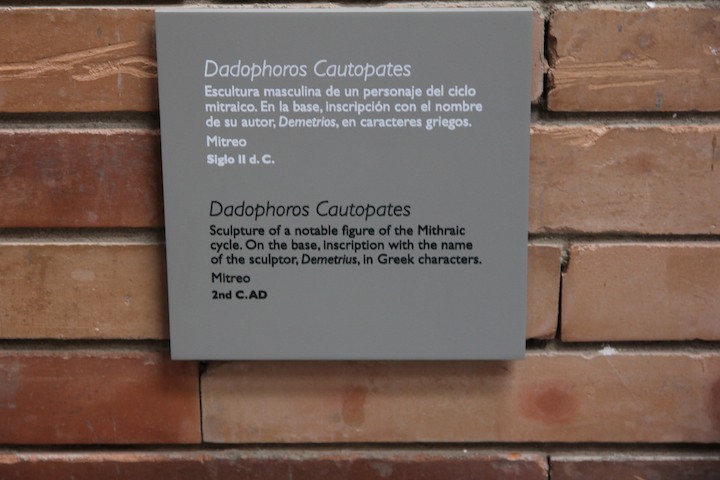 Dadophoros Cautopates
Escultura masculina de un personaje del ciclo
mitraico. En la base, inscripción con el nombre
de su autor, Demetrios, en caracteres griegos.
Mitreo
Siglo II d. C.
Dadophoros Cautopates
Sculpture of a notable figure of the Mithraic
cycle. On the base, inscription with the name
of the sculptor, Demetrius, in Greek characters.
Mitreo
2nd C.AD